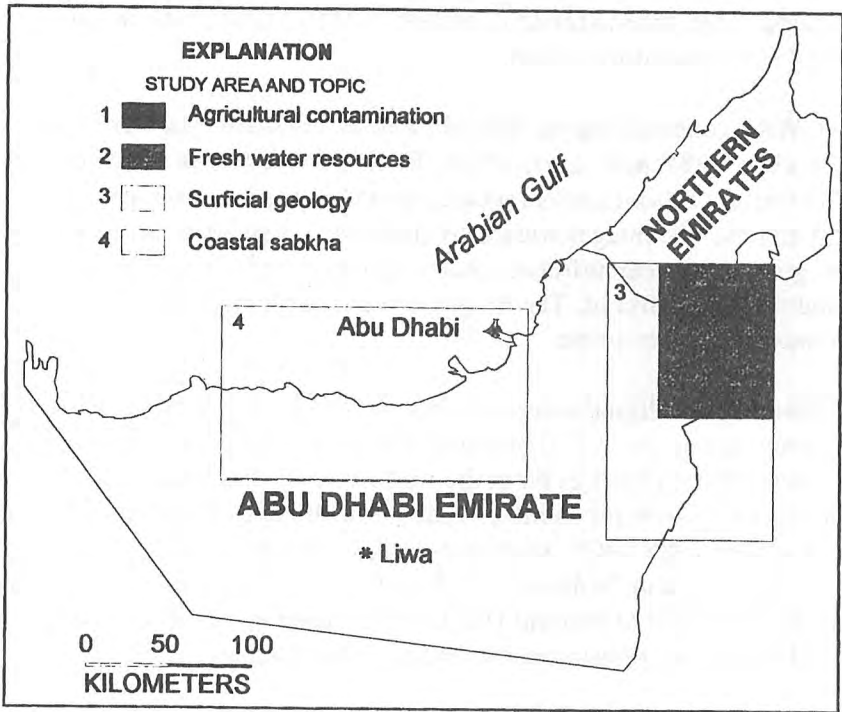 EXPLANATION
STUDY AREA AND TOPIC
1 Agricultural contamination
2 Fresh water resources
3 Surficial geology
4 Coastal sabkha
Arabian Gulf
NORTHERN
EMIRATES
3
4
Abu Dhabi
ABU DHABI EMIRATE
* Liwa
0 50 100
KILOMETERS